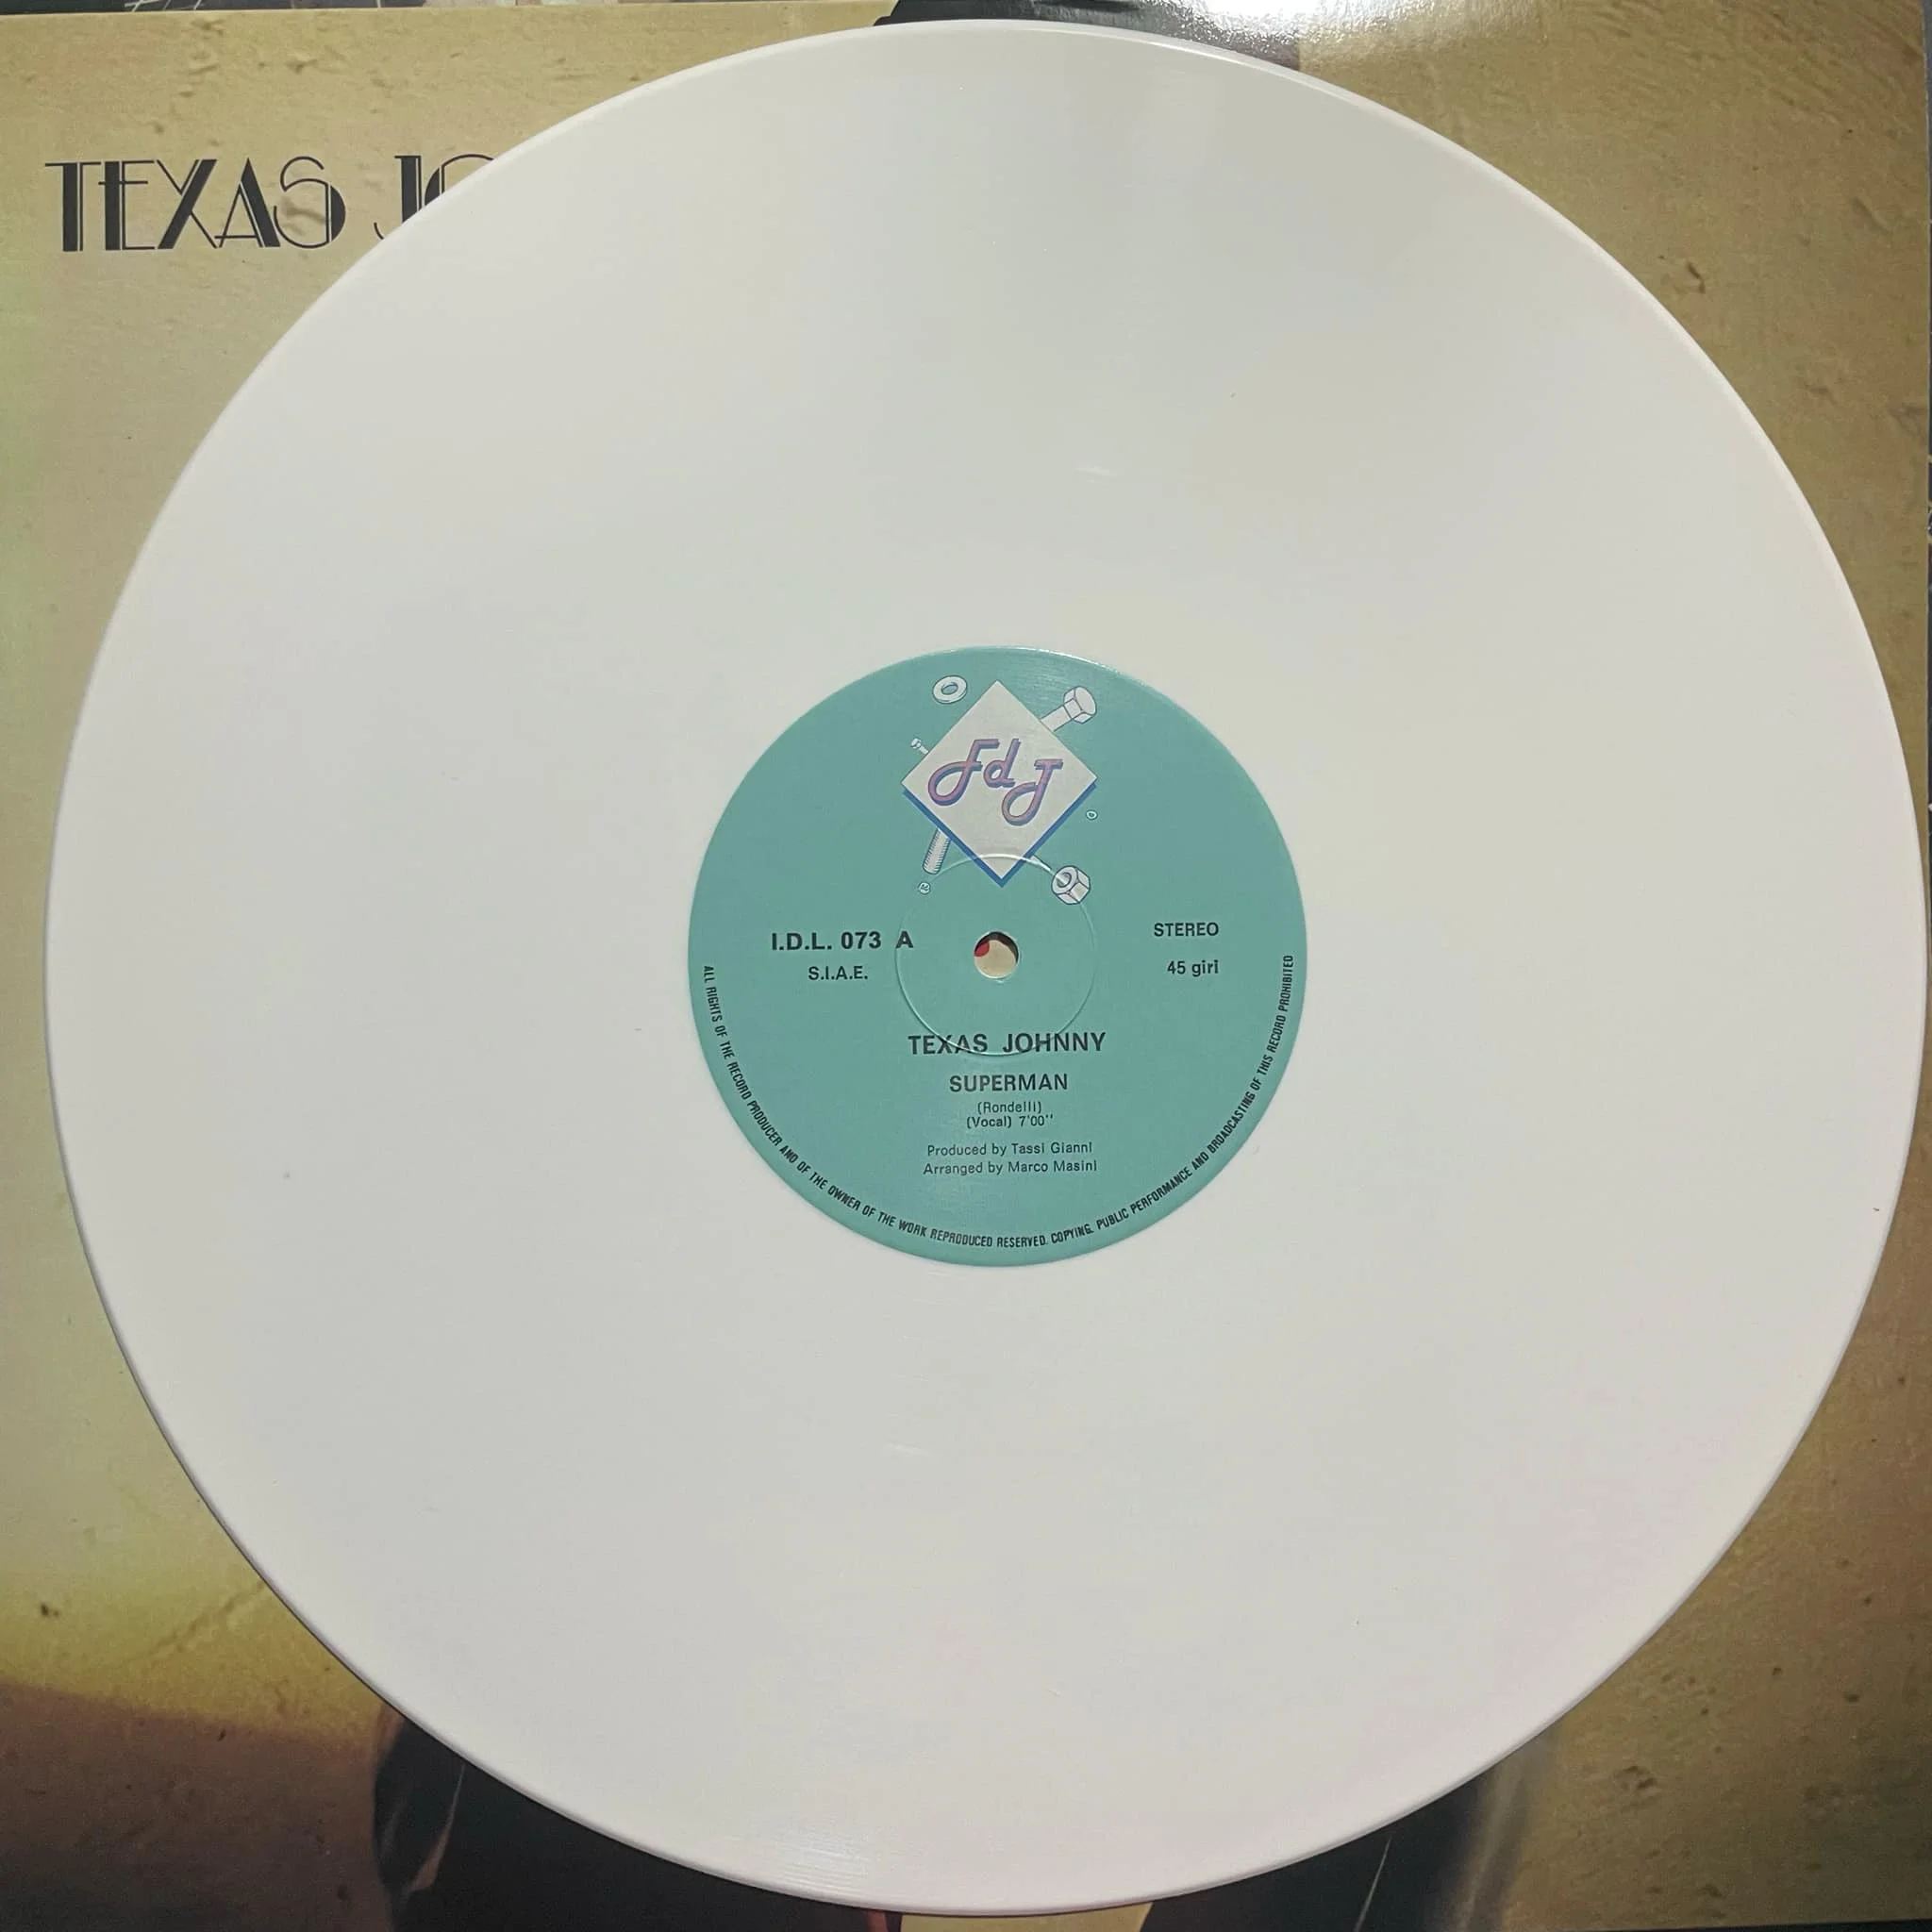 TEXAS JO
FdJ
I.D.L. 073 A
STEREO
S.I.A.E.
45 giri
TEXAS JOHNNY
SUPERMAN
(Rondelli)
(Vocal) 7'00''
Produced by Tassi Gianni
Arranged by Marco Masini
ALL RIGHTS OF THE RECORD PRODUCER AND OF THE OWNER OF THE WORK REPRODUCED RESERVED. COPYING, PUBLIC PERFORMANCE AND BROADCASTING OF THIS RECORD PROHIBITED